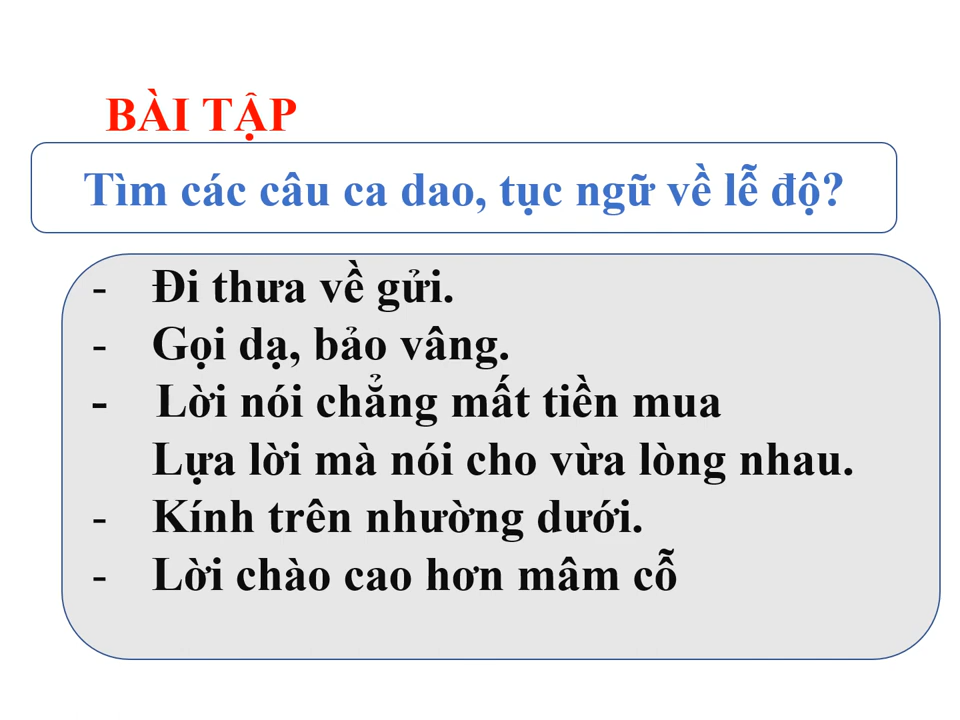 BÀI TẬP
Tìm các câu ca dao, tục ngữ về lễ độ?
- Đi thưa về gửi.
- Gọi dạ, bảo vâng.
- Lời nói chẳng mất tiền mua
Lựa lời mà nói cho vừa lòng nhau.
- Kính trên nhường dưới.
- Lời chào cao hơn mâm cỗ